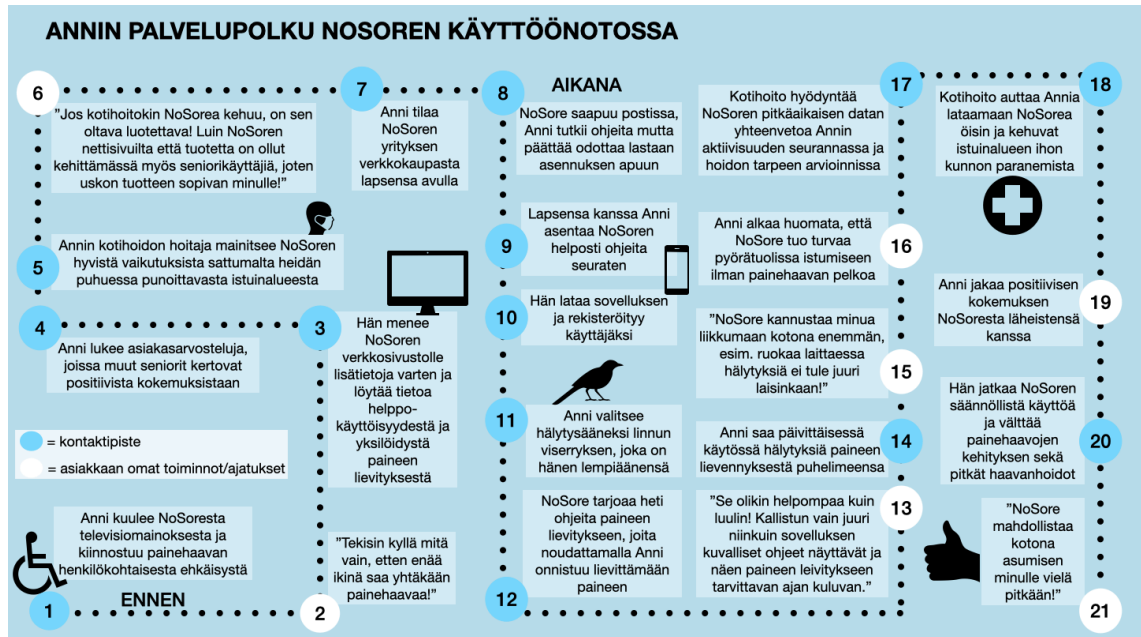 ANNIN PALVELUPOLKU NOSOREN KÄYTTÖÖNOTOSSA
ENNEN
1
Anni kuulee NoSoresta
televisiomainoksesta ja
kiinnostuu painehaavan
henkilökohtaisesta ehkäisystä
2
"Tekisin kyllä mitä
vain, etten enää
ikinä saa yhtäkään
painehaavaa!"
3
Hän menee
NoSoren
verkkosivustolle
lisätietoja varten ja
löytää tietoa
helppo-
käyttöisyydestä ja
yksilöidystä
paineen
lievityksestä
4
Anni lukee asiakasarvosteluja,
joissa muut seniorit kertovat
positiivista kokemuksistaan
5
Annin kotihoidon hoitaja mainitsee NoSoren
hyvistä vaikutuksista sattumalta heidän
puhuessa punoittavasta istuinalueesta
6
"Jos kotihoitokin NoSorea kehuu, on sen
oltava luotettava! Luin NoSoren
nettisivuilta että tuotetta on ollut
kehittämässä myös seniorikäyttäjiä, joten
uskon tuotteen sopivan minulle!"
7
Anni tilaa
NoSoren
yrityksen
verkkokaupasta
lapsensa avulla
= kontaktipiste
= asiakkaan omat toiminnot/ajatukset
AIKANA
8
NoSore saapuu postissa,
Anni tutkii ohjeita mutta
päättää odottaa lastaan
asennuksen apuun
9
Lapsensa kanssa Anni
asentaa NoSoren
helposti ohjeita
seuraten
10
Hän lataa sovelluksen
ja rekisteröityy
käyttäjäksi
11
Anni valitsee
hälytysääneksi linnun
viserryksen, joka on
hänen lempiäänensä
12
NoSore tarjoaa heti
ohjeita paineen
lievitykseen, joita
noudattamalla Anni
onnistuu lievittämään
paineen
13
"Se olikin helpompaa kuin
luulin! Kallistun vain juuri
niinkuin sovelluksen
kuvalliset ohjeet näyttävät ja
näen paineen leivitykseen
tarvittavan ajan kuluvan."
14
Anni saa päivittäisessä
käytössä hälytyksiä paineen
lievennyksestä puhelimeensa
15
"NoSore kannustaa minua
liikkumaan kotona enemmän,
esim. ruokaa laittaessa
hälytyksiä ei tule juuri
laisinkaan!"
16
Anni alkaa huomata, että
NoSore tuo turvaa
pyörätuolissa istumiseen
ilman painehaavan pelkoa
17
Kotihoito hyödyntää
NoSoren pitkäaikaisen datan
yhteenvetoa Annin
aktiivisuuden seurannassa ja
hoidon tarpeen arvioinnissa
18
Kotihoito auttaa Annia
lataamaan NoSorea
öisin ja kehuvat
istuinalueen ihon
kunnon paranemista
19
Anni jakaa positiivisen
kokemuksen
NoSoresta läheistensä
kanssa
20
Hän jatkaa NoSoren
säännöllistä käyttöä
ja välttää
painehaavojen
kehityksen sekä
pitkät haavanhoidot
21
"NoSore
mahdollistaa
kotona
asumisen
minulle vielä
pitkään!"